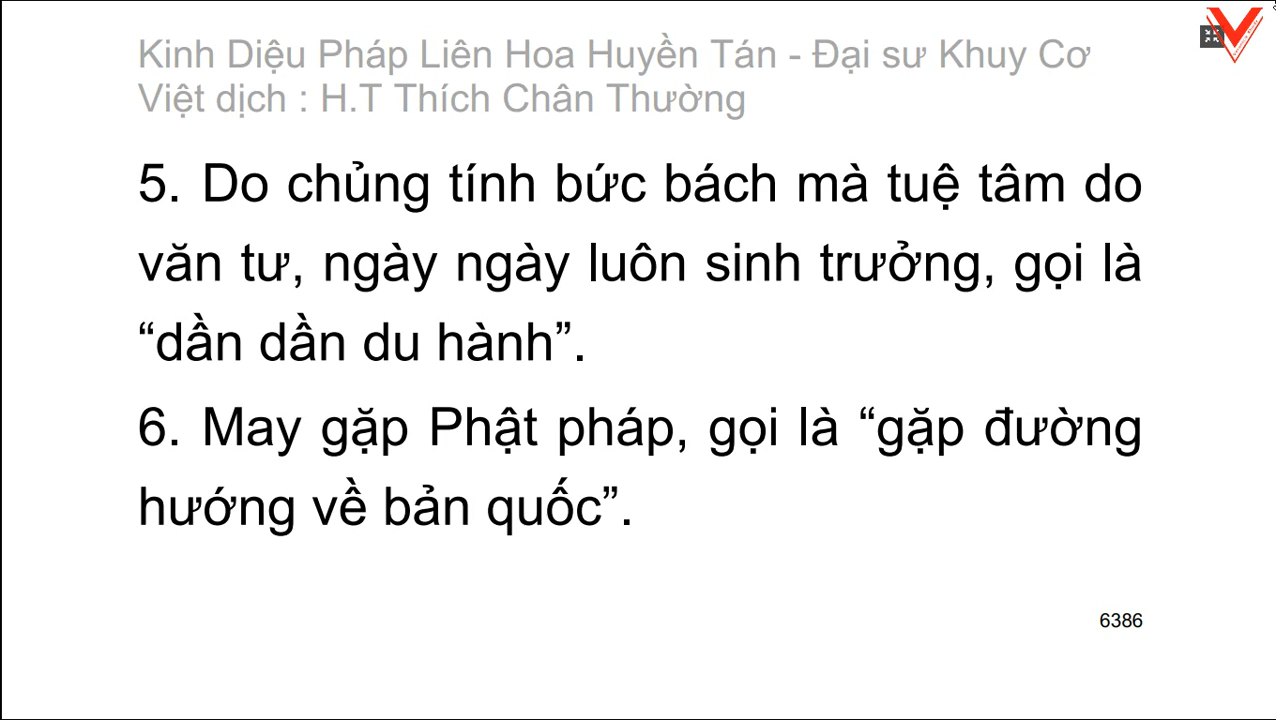 Kinh Diệu Pháp Liên Hoa Huyền Tán - Đại sư Khuy Cơ
Việt dịch : H.T Thích Chân Thường
5. Do chủng tính bức bách mà tuệ tâm do
văn tư, ngày ngày luôn sinh trưởng, gọi là
“dần dần du hành”.
6. May gặp Phật pháp, gọi là “gặp đường
hướng về bản quốc”.
6386